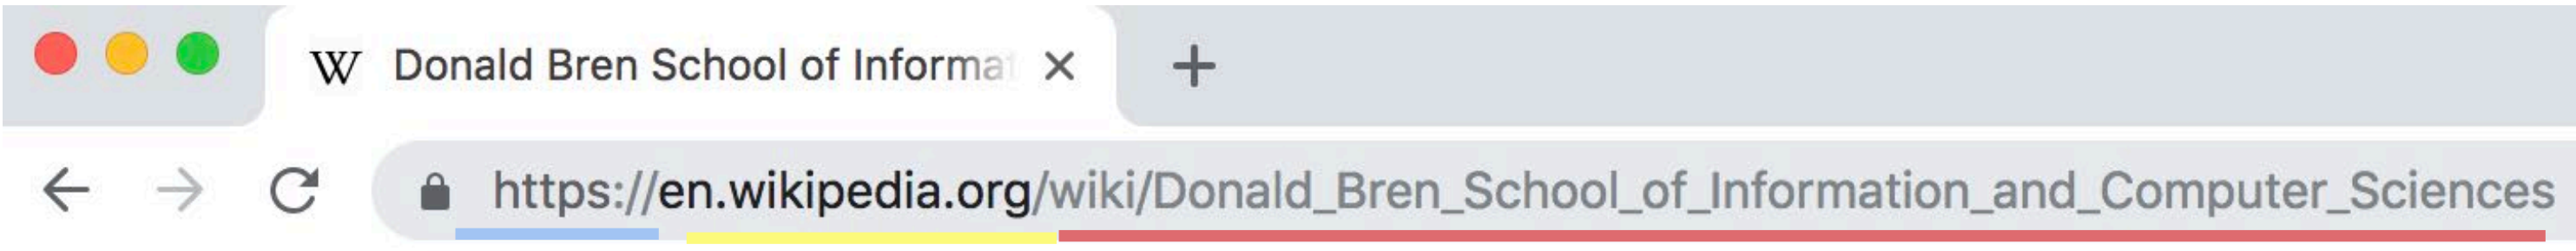 W Donald Bren School of Informat
https://en.wikipedia.org/wiki/Donald_Bren_School_of_Information_and_Computer_Sciences